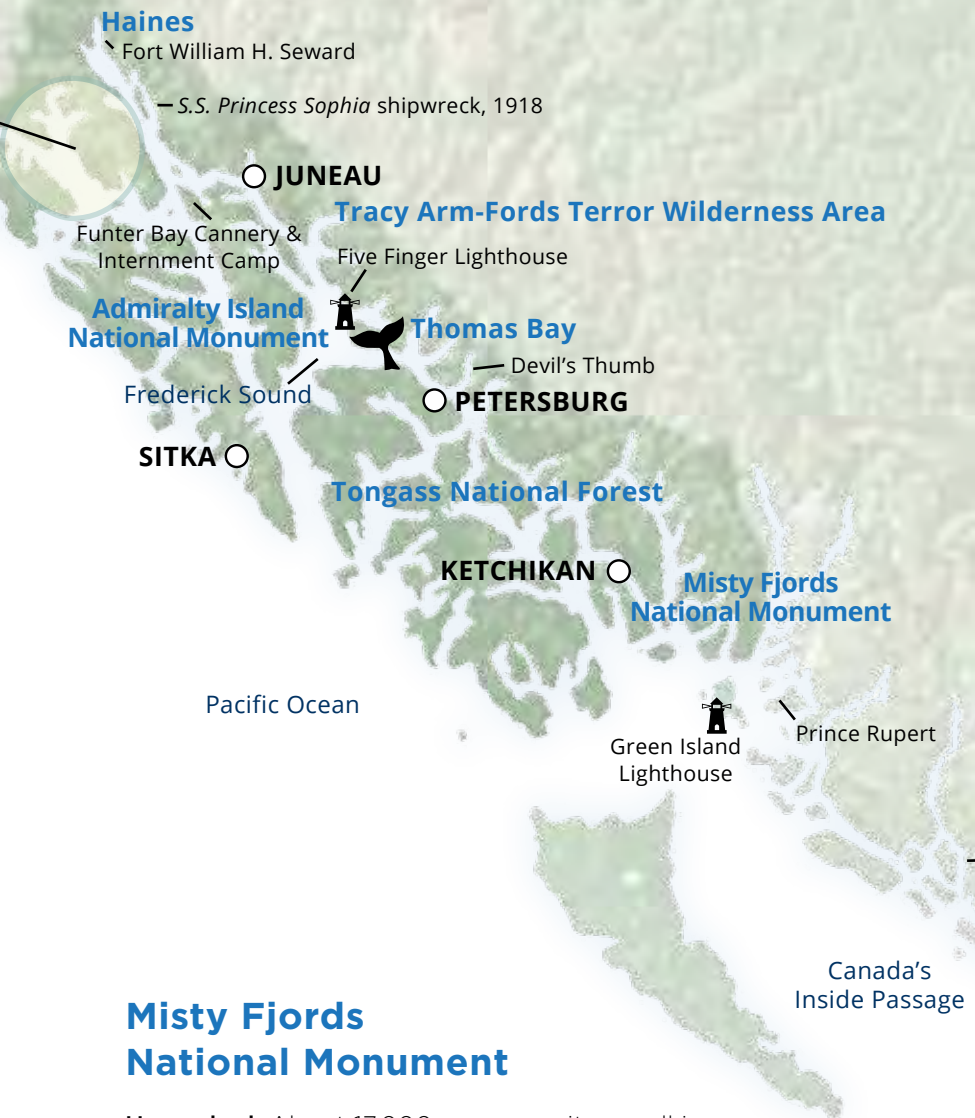 Haines
Fort William H. Seward
S.S. Princess Sophia shipwreck, 1918
JUNEAU
Tracy Arm-Fords Terror Wilderness Area
Funter Bay Cannery &
Internment Camp
Five Finger Lighthouse
Admiralty Island
National Monument
Thomas Bay
Devil's Thumb
Frederick Sound
PETERSBURG
SITKA
Tongass National Forest
KETCHIKAN
Misty Fjords
National Monument
Pacific Ocean
Prince Rupert
Green Island
Lighthouse
Canada's
Inside Passage
Misty Fjords
National Monument